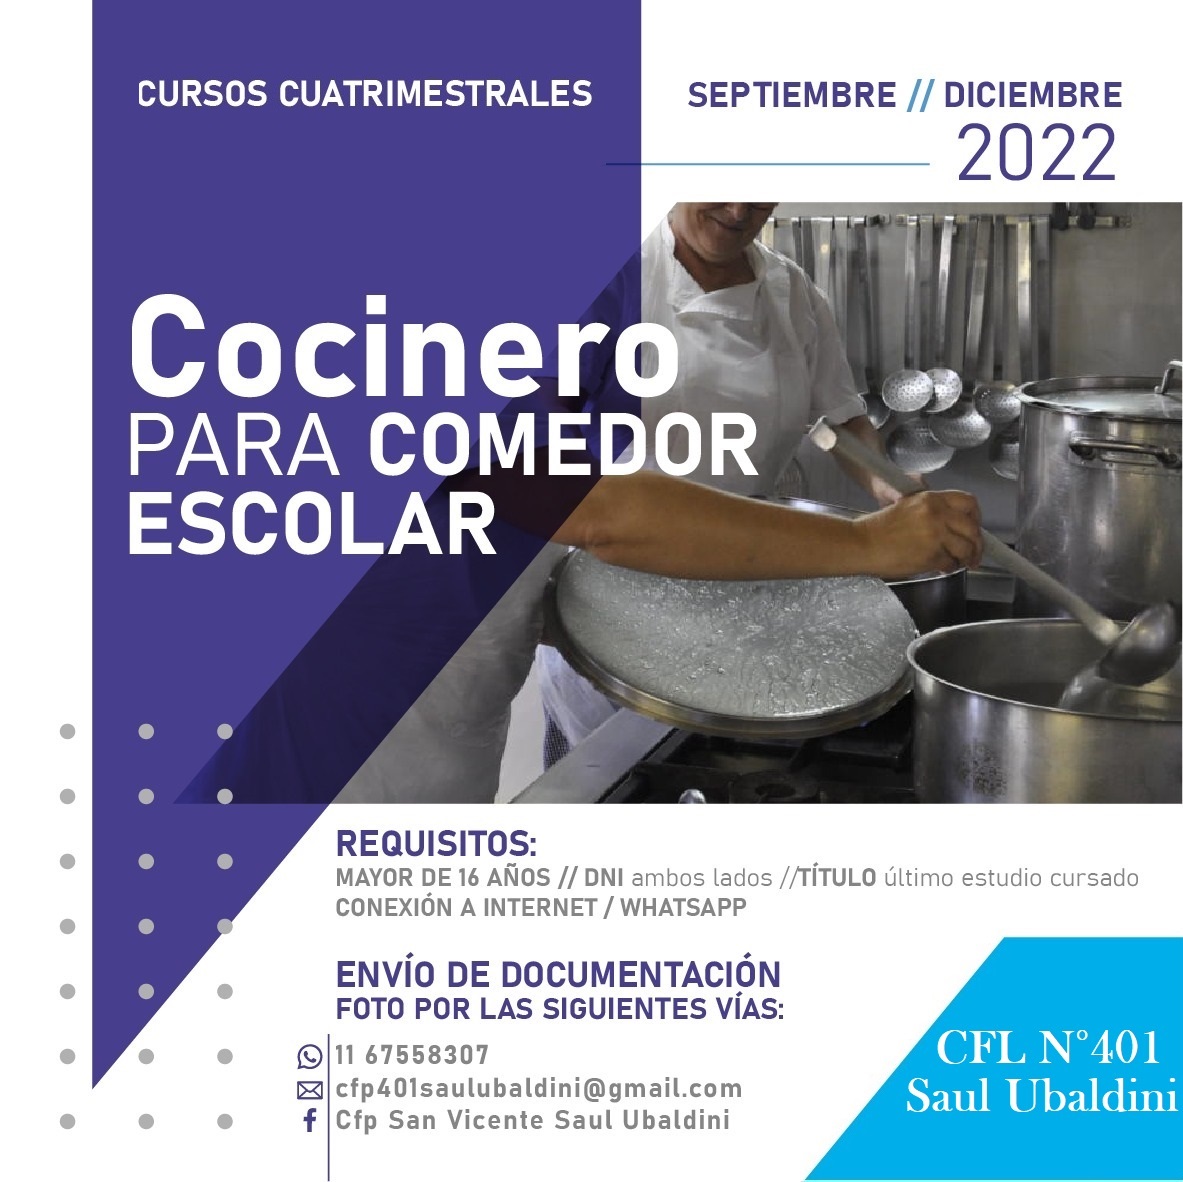 CURSOS CUATRIMESTRALES
SEPTIEMBRE // DICIEMBRE
2022
Cocinero
PARA COMEDOR
ESCOLAR
REQUISITOS:
MAYOR DE 16 AÑOS // DNI ambos lados //TÍTULO último estudio cursado
CONEXIÓN A INTERNET / WHATSAPP
ENVÍO DE DOCUMENTACIÓN
FOTO POR LAS SIGUIENTES VÍAS:
11 67558307
cfp401saulubaldini@gmail.com
Cfp San Vicente Saul Ubaldini
CFL N°401
Saul Ubaldini